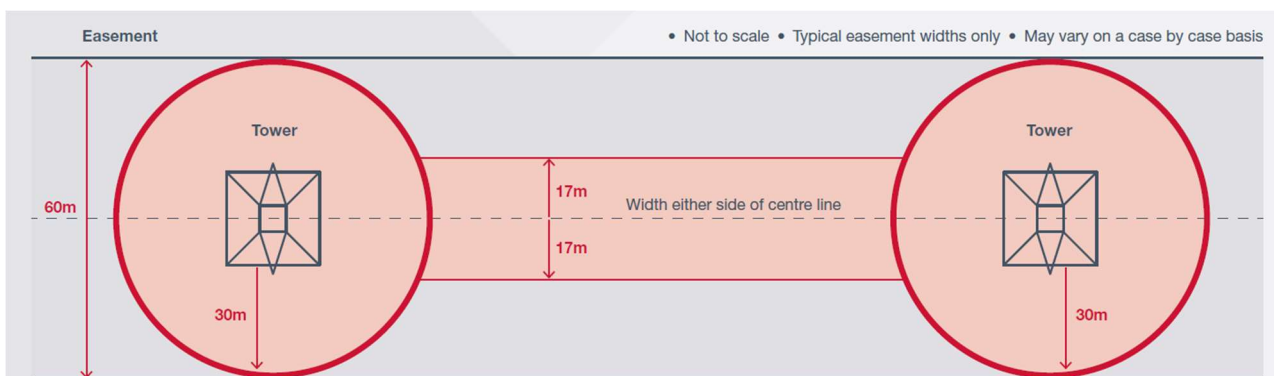 Easement
• Not to scale • Typical easement widths only • May vary on a case by case basis
Tower
Tower
17m
60m
Width either side of centre line
17m
30m
30m